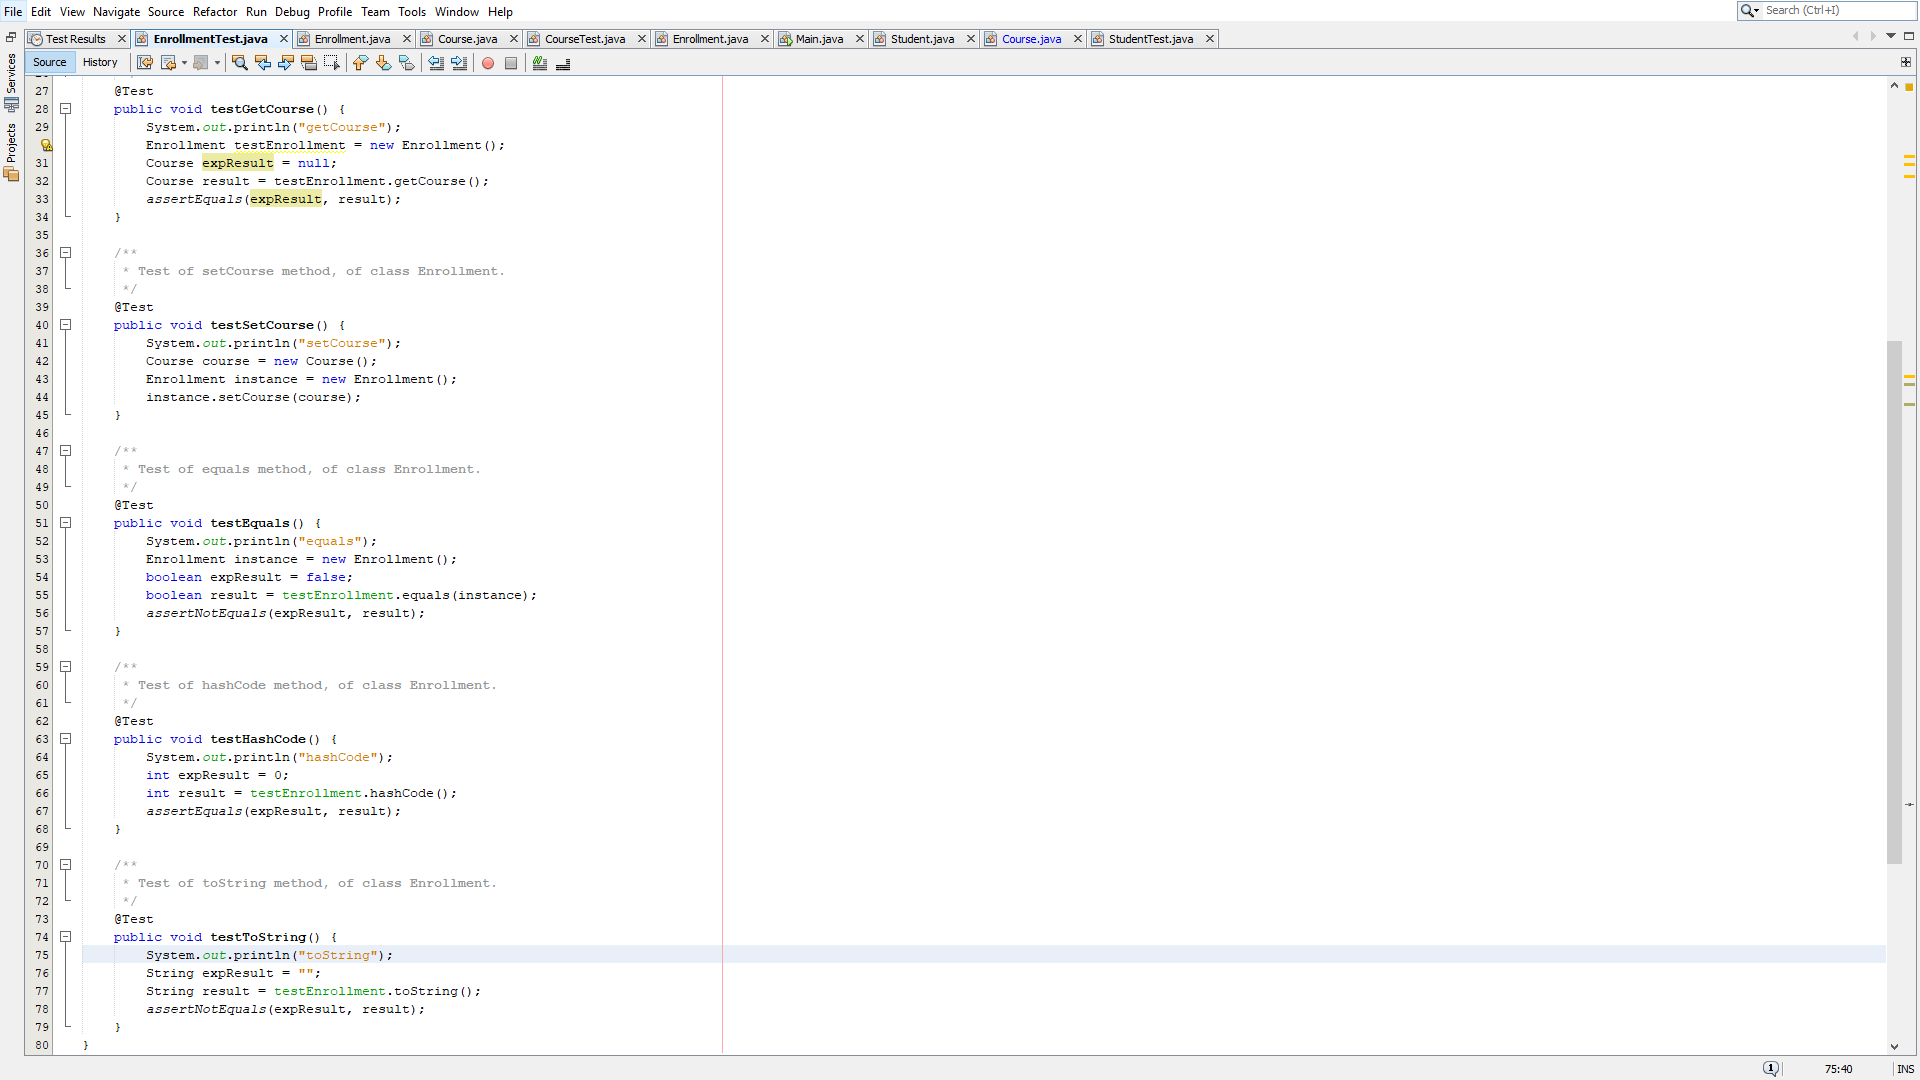 File Edit View Navigate Source Refactor Run Debug Profile Team Tools Window Help
Search (Ctrl+I)
Test Results EnrollmentTest.java Enrollment.java Course.java CourseTest.java Enrollment.java Main.java Student.java Course.java StudentTest.java
Source History
Services
Projects
27 @Test
28 public void testGetCourse() {
29 System.out.println("getCourse");
Enrollment testEnrollment = new Enrollment();
31 Course expResult = null;
32 Course result = testEnrollment.getCourse();
33 assertEquals(expResult, result);
34 }
35
36 /**
37 * Test of setCourse method, of class Enrollment.
38 */
39 @Test
40 public void testSetCourse() {
41 System.out.println("setCourse");
42 Course course = new Course();
43 Enrollment instance = new Enrollment();
44 instance.setCourse(course);
45 }
46
47 /**
48 * Test of equals method, of class Enrollment.
49 */
50 @Test
51 public void testEquals() {
52 System.out.println("equals");
53 Enrollment instance = new Enrollment();
54 boolean expResult = false;
55 boolean result = testEnrollment.equals(instance);
56 assertNotEquals(expResult, result);
57 }
58
59 /**
60 * Test of hashCode method, of class Enrollment.
61 */
62 @Test
63 public void testHashCode() {
64 System.out.println("hashCode");
65 int expResult = 0;
66 int result = testEnrollment.hashCode();
67 assertEquals(expResult, result);
68 }
69
70 /**
71 * Test of toString method, of class Enrollment.
72 */
73 @Test
74 public void testToString() {
75 System.out.println("toString");
76 String expResult = "";
77 String result = testEnrollment.toString();
78 assertNotEquals(expResult, result);
79 }
80 }
1 75:40 INS